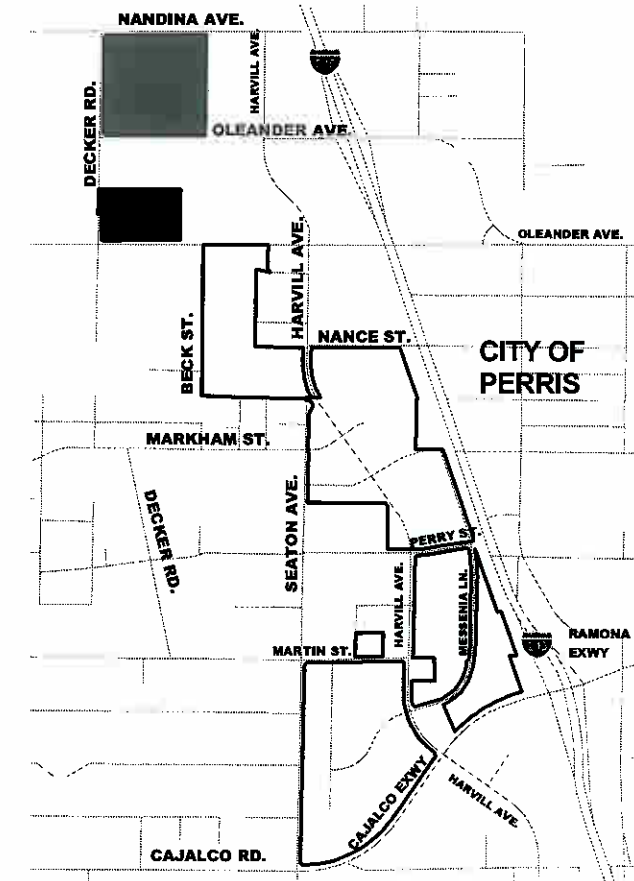 NANDINA AVE.
HARVILL AVE.
DECKER RD.
OLEANDER AVE.
OLEANDER AVE.
HARVILL AVE.
NANCE ST.
CITY OF
PERRIS
BECK ST.
MARKHAM ST.
DECKER RD.
SEATON AVE.
PERRY ST.
HARVILL AVE.
MESSENIA LN.
RAMONA
EXWY
MARTIN ST.
CAJALCO EXWY
HARVILL AVE.
CAJALCO RD.